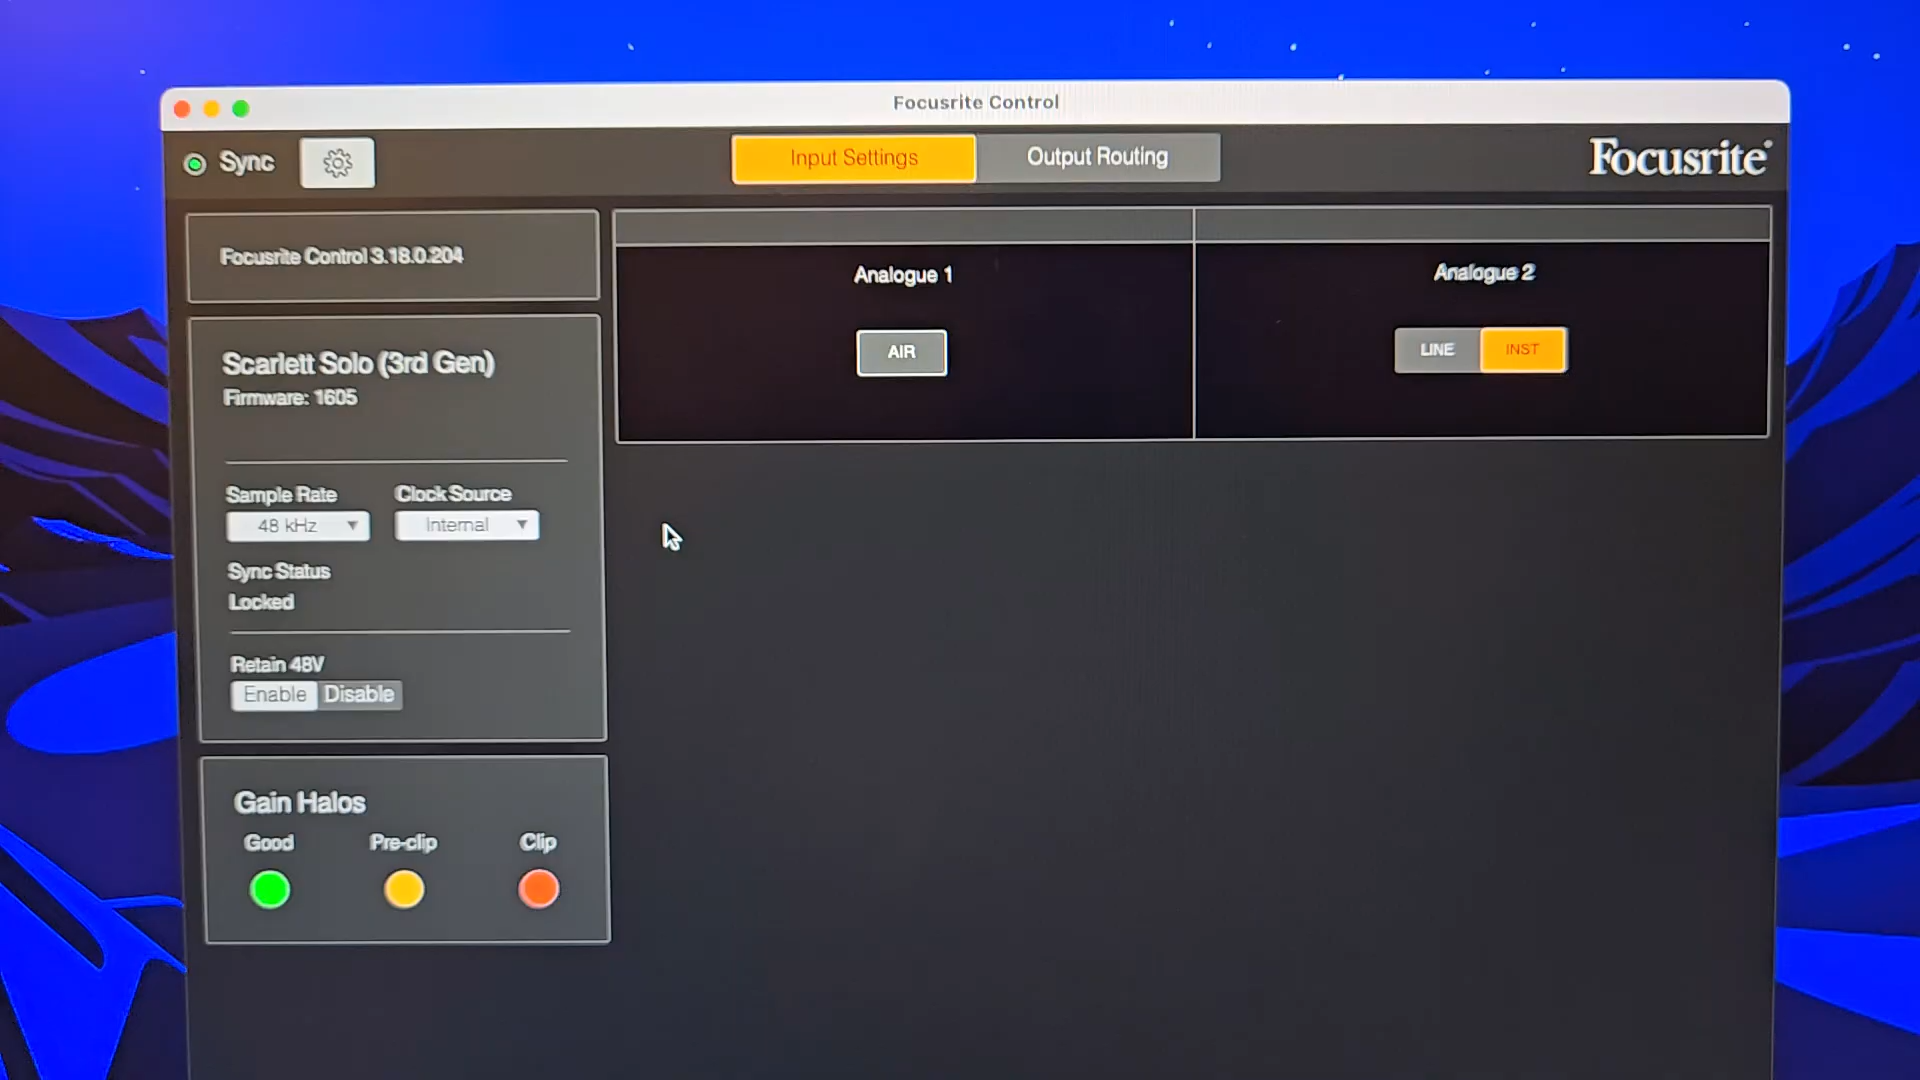 Focusrite Control
Sync
Input Settings
Output Routing
Focusrite
Focusrite Control 3.18.0.204
Scarlett Solo (3rd Gen)
Firmware: 1605
Sample Rate
Clock Source
48 kHz
Internal
Sync Status
Locked
Retain 48V
Enable
Disable
Gain Halos
Good
Pre-clip
Clip
Analogue 1
AIR
Analogue 2
LINE
INST